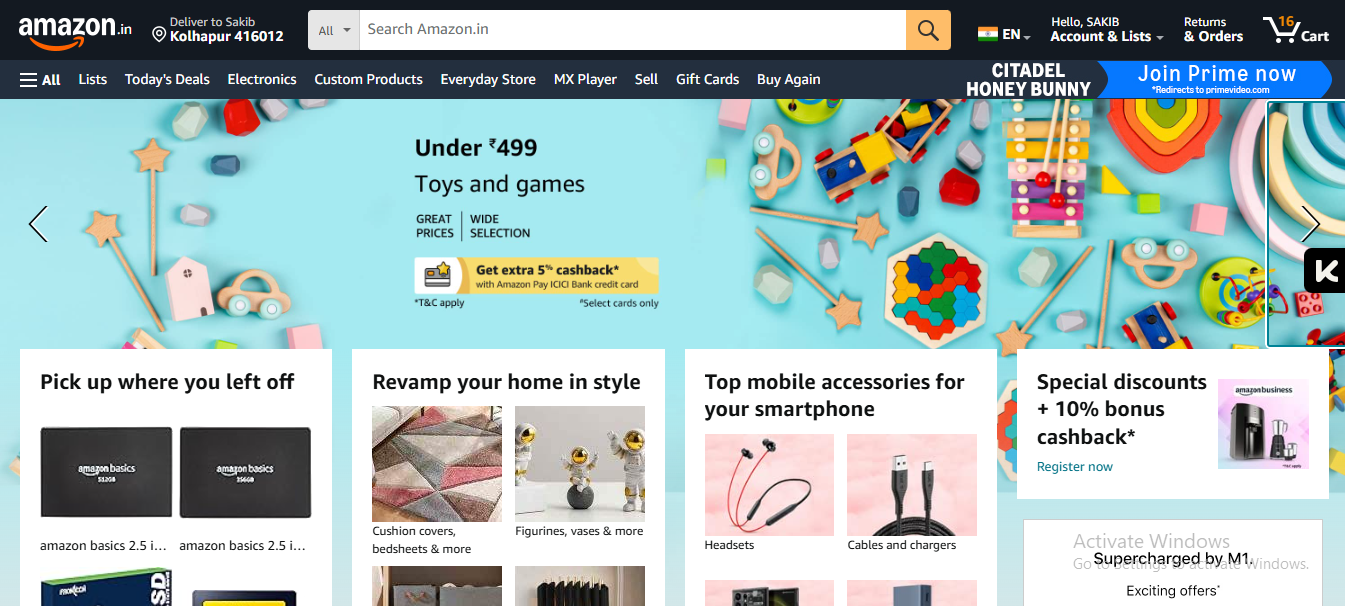 amazon.in
Deliver to Sakib
Kolhapur 416012
All
Search Amazon.in
EN
Hello, SAKIB
Account & Lists
Returns
& Orders
16
Cart
All
Lists
Today's Deals
Electronics
Custom Products
Everyday Store
MX Player
Sell
Gift Cards
Buy Again
CITADEL
HONEY BUNNY
Join Prime now
*Redirects to primevideo.com
Under ₹499
Toys and games
GREAT
PRICES
WIDE
SELECTION
Get extra 5% cashback*
with Amazon Pay ICICI Bank credit card
*T&C apply
#Select cards only
K
Pick up where you left off
amazon basics
512GB
amazon basics
256GB
amazon basics 2.5 i...
amazon basics 2.5 i...
FRONXCON
SSD
Revamp your home in style
Cushion covers,
bedsheets & more
Figurines, vases & more
Top mobile accessories for
your smartphone
Headsets
Cables and chargers
Special discounts
+ 10% bonus
cashback*
Register now
amazon business
*T&C apply
Activate Windows
Supercharged by M1.
Go to Settings to activate Windows.
Exciting offers*